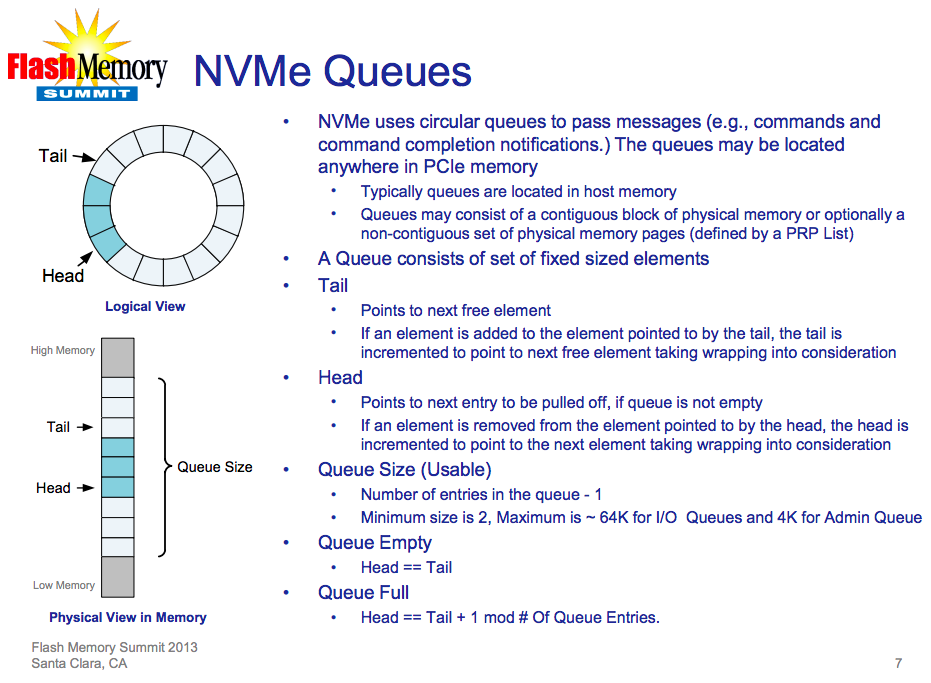 Flash Memory
SUMMIT
NVMe Queues
• NVMe uses circular queues to pass messages (e.g., commands and
command completion notifications.) The queues may be located
anywhere in PCIe memory
• Typically queues are located in host memory
• Queues may consist of a contiguous block of physical memory or optionally a
non-contiguous set of physical memory pages (defined by a PRP List)
• A Queue consists of set of fixed sized elements
• Tail
• Points to next free element
• If an element is added to the element pointed to by the tail, the tail is
incremented to point to next free element taking wrapping into consideration
• Head
• Points to next entry to be pulled off, if queue is not empty
• If an element is removed from the element pointed to by the head, the head is
incremented to point to the next element taking wrapping into consideration
• Queue Size (Usable)
• Number of entries in the queue - 1
• Minimum size is 2, Maximum is ~ 64K for I/O Queues and 4K for Admin Queue
• Queue Empty
• Head == Tail
• Queue Full
• Head == Tail + 1 mod # Of Queue Entries.
Tail
Head
Logical View
High Memory
Tail
Queue Size
Head
Low Memory
Physical View in Memory
Flash Memory Summit 2013
Santa Clara, CA
7